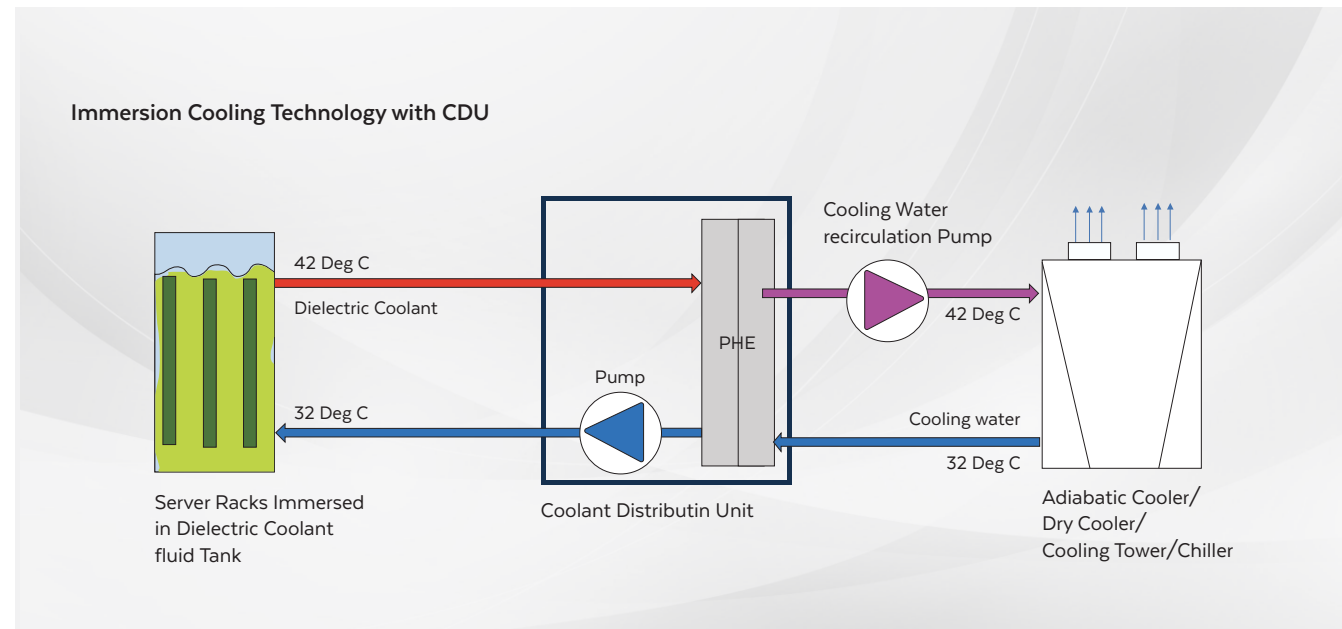 Immersion Cooling Technology with CDU
42 Deg C
Dielectric Coolant
32 Deg C
Server Racks Immersed
in Dielectric Coolant
fluid Tank
Pump
PHE
Coolant Distributin Unit
Cooling Water
recirculation Pump
42 Deg C
Cooling water
32 Deg C
Adiabatic Cooler/
Dry Cooler/
Cooling Tower/Chiller